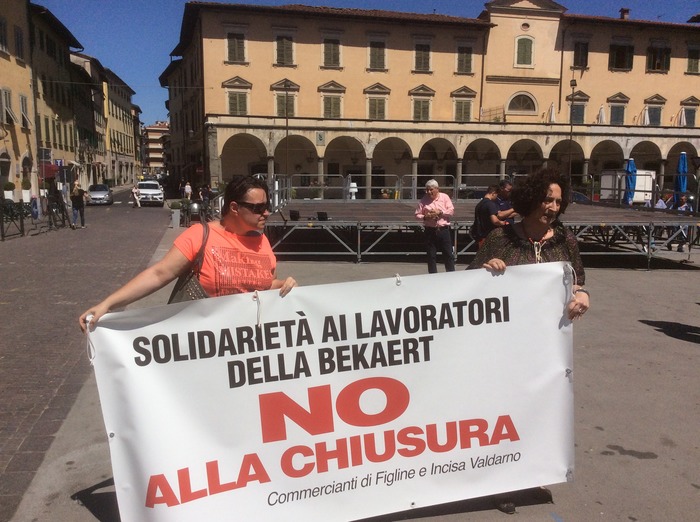 Making
MISTAKE
SOLIDARIETÀ AI LAVORATORI
DELLA BEKAERT
NO
ALLA CHIUSURA
Commercianti di Figline e Incisa Valdarno